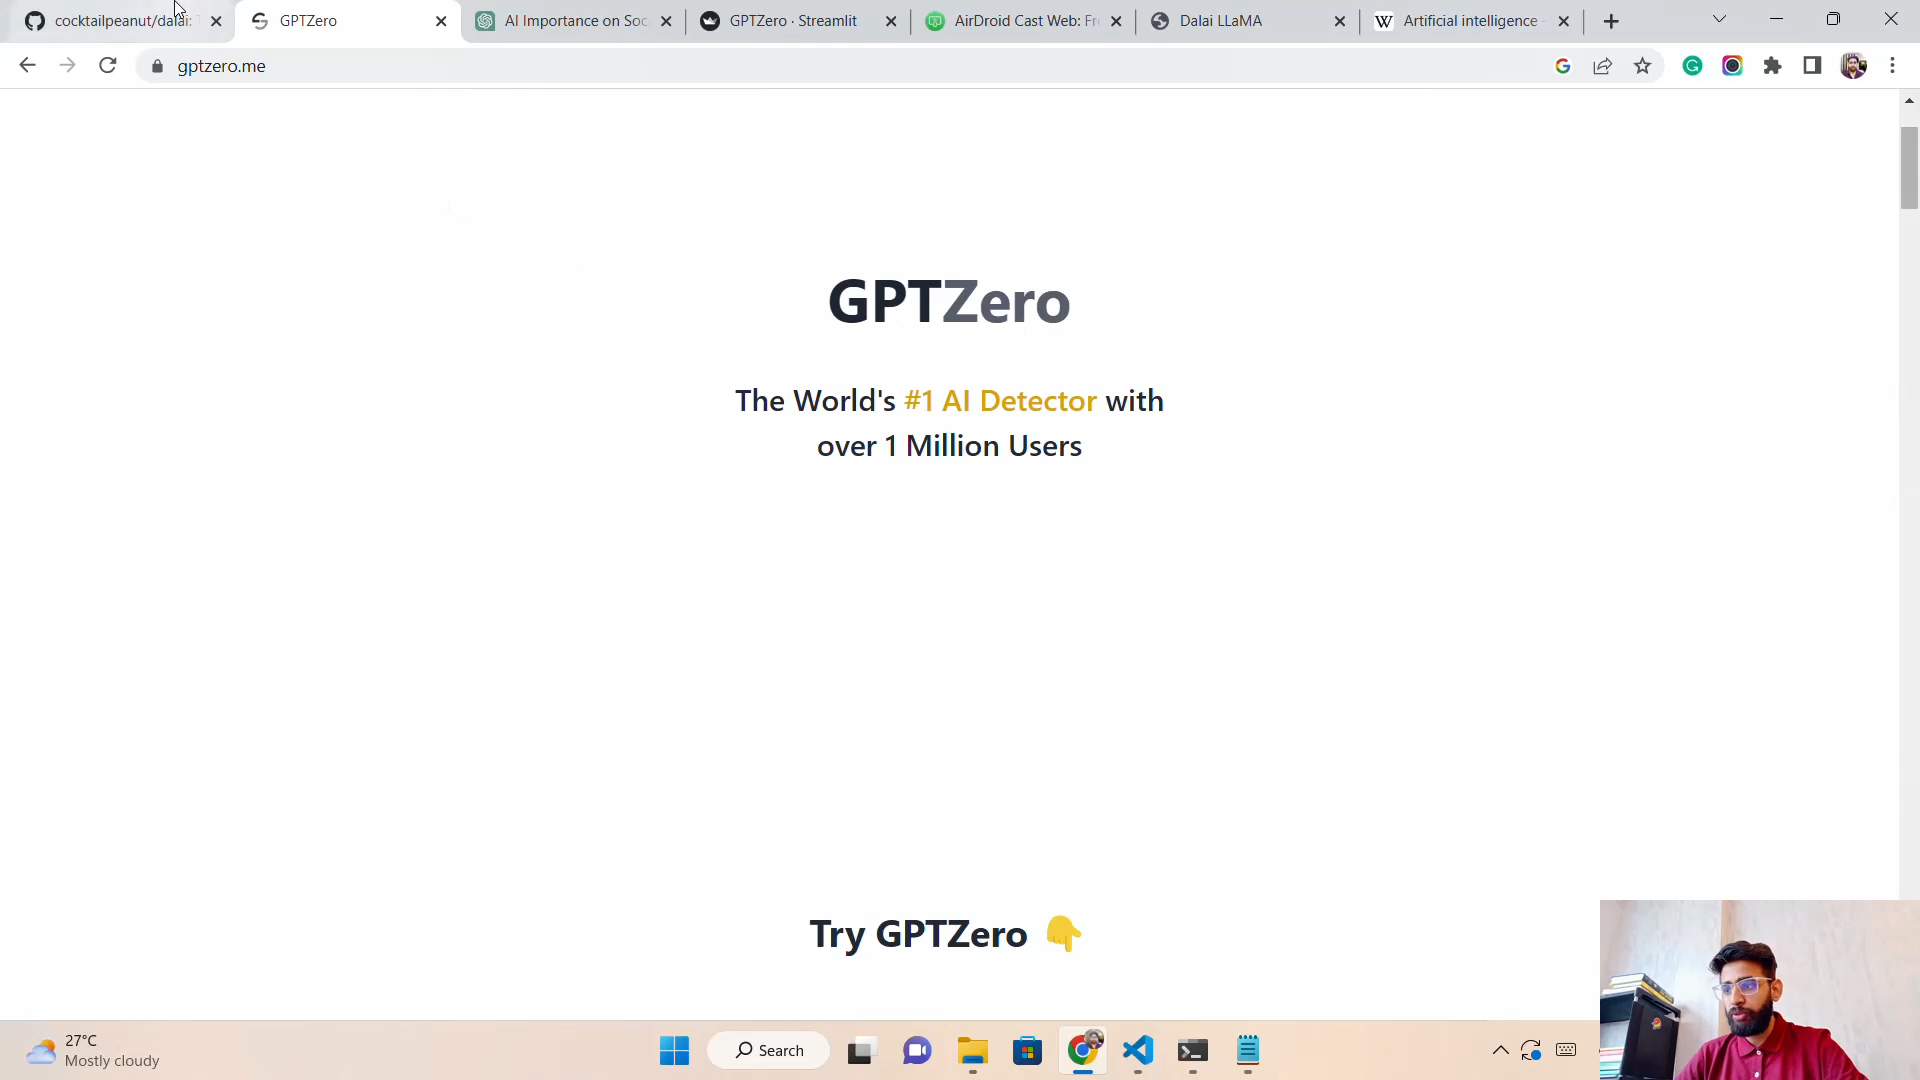 cocktailpeanut/dalai: T
GPTZero
AI Importance on Soc
GPTZero · Streamlit
AirDroid Cast Web: Fre
Dalai LLaMA
W Artificial intelligence -
gptzero.me
GPTZero
The World's #1 AI Detector with
over 1 Million Users
Try GPTZero 👇
27°C
Mostly cloudy
Search